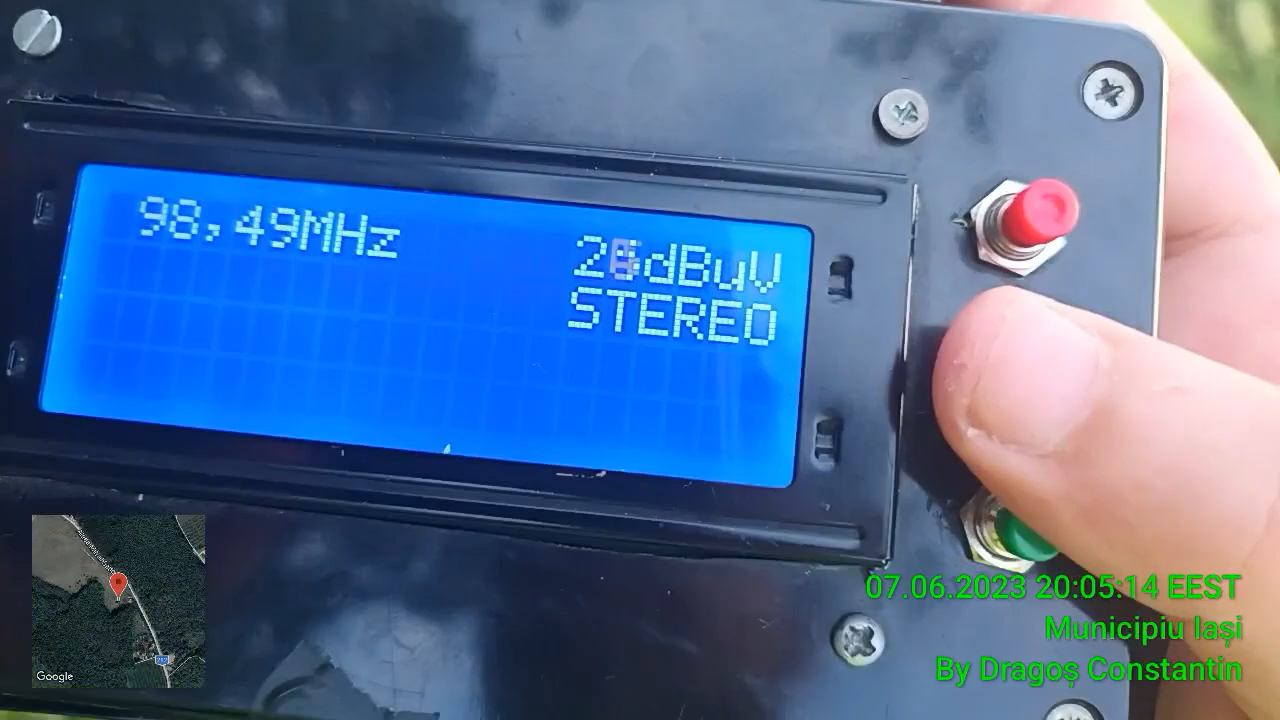 98,49MHz
dBuV
STEREO
07.06.2023 20:05:14 EEST
Municipiu Iași
By Dragoș Constantin
Google